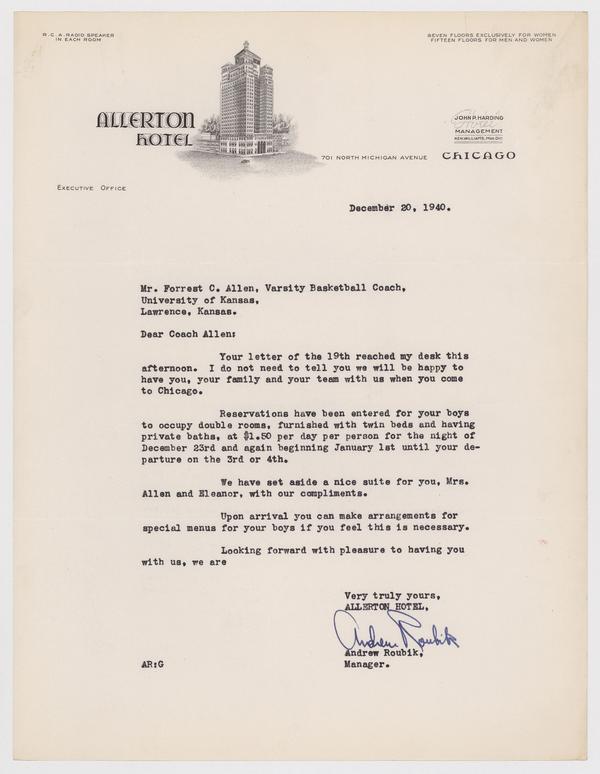 R.C.A. RADIO SPEAKER
IN EACH ROOM
SEVEN FLOORS EXCLUSIVELY FOR WOMEN
FIFTEEN FLOORS FOR MEN AND WOMEN
ALLERTON
HOTEL
701 NORTH MICHIGAN AVENUE
JOHN P. HARDING
MANAGEMENT
CHICAGO
EXECUTIVE OFFICE
December 20, 1940.
Mr. Forrest C. Allen, Varsity Basketball Coach,
University of Kansas,
Lawrence, Kansas.
Dear Coach Allen:
Your letter of the 19th reached my desk this
afternoon. I do not need to tell you we will be happy to
have you, your family and your team with us when you come
to Chicago.
Reservations have been entered for your boys
to occupy double rooms, furnished with twin beds and having
private baths, at $1.50 per day per person for the night of
December 23rd and again beginning January 1st until your de-
parture on the 3rd or 4th.
We have set aside a nice suite for you, Mrs.
Allen and Eleanor, with our compliments.
Upon arrival you can make arrangements for
special menus for your boys if you feel this is necessary.
Looking forward with pleasure to having you
with us, we are
Very truly yours,
ALLERTON HOTEL,
Andrew Roubik
Andrew Roubik,
AR:G
Manager.